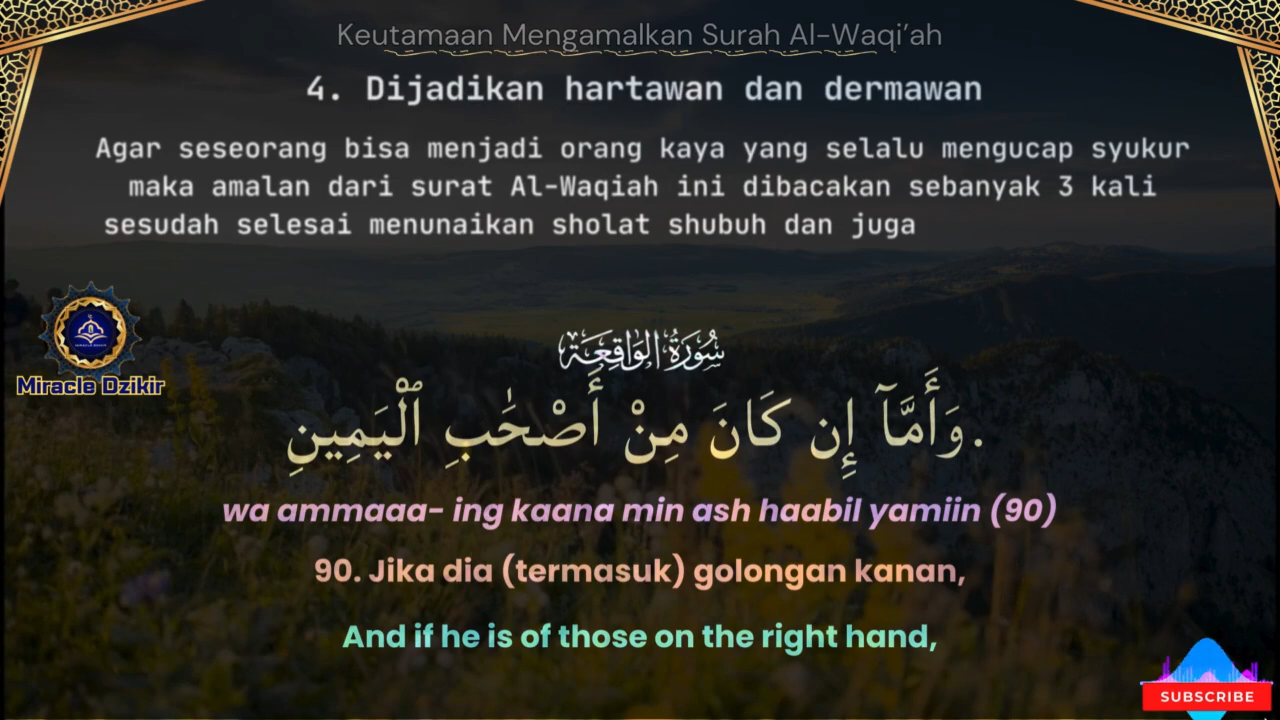 Keutamaan Mengamalkan Surah Al-Waqi’ah
4. Dijadikan hartawan dan dermawan
Agar seseorang bisa menjadi orang kaya yang selalu mengucap syukur
maka amalan dari surat Al-Waqiah ini dibacakan sebanyak 3 kali
sesudah selesai menunaikan sholat shubuh dan juga
سُورَةُ الوَاقِعَة
وَأَمَّآ إِن كَانَ مِنْ أَصْحَٰبِ ٱلْيَمِينِ.
Miracle Dzikir
wa ammaaa- ing kaana min ash haabil yamiin (90)
90. Jika dia (termasuk) golongan kanan,
And if he is of those on the right hand,
SUBSCRIBE